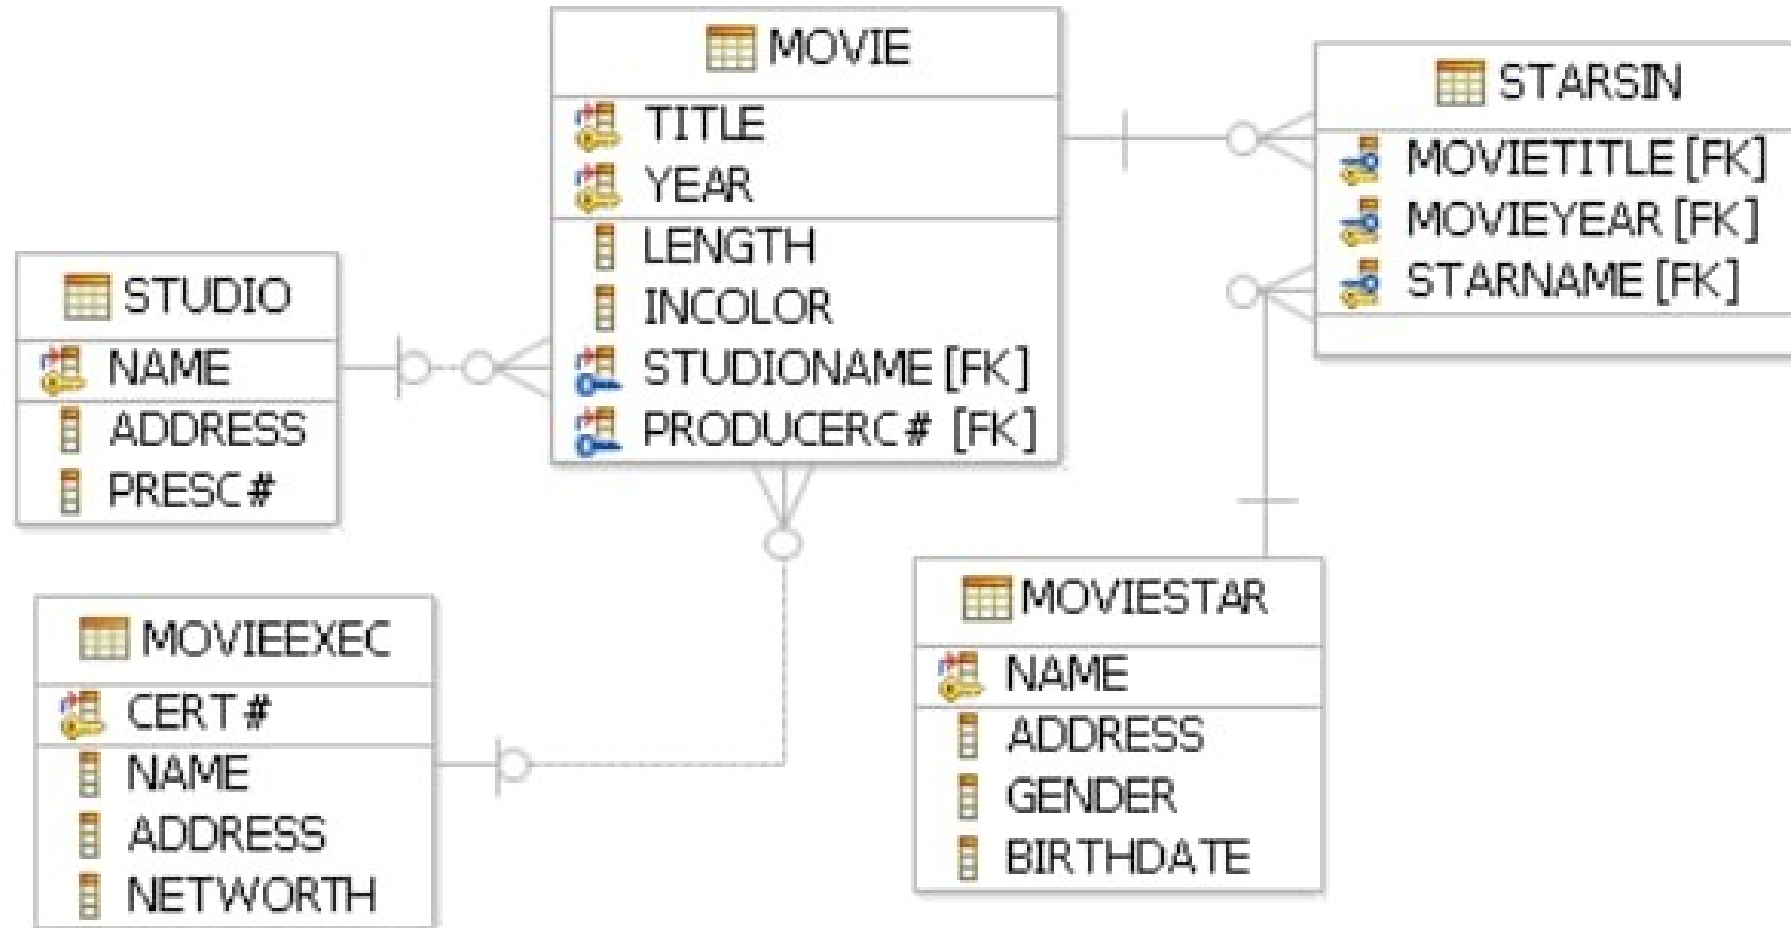 MOVIE
TITLE
YEAR
LENGTH
INCOLOR
STUDIONAME [FK]
PRODUCERC# [FK]
STARSIN
MOVIETITLE [FK]
MOVIEYEAR [FK]
STARNAME [FK]
STUDIO
NAME
ADDRESS
PRESC#
MOVIEEXEC
CERT#
NAME
ADDRESS
NETWORTH
MOVIESTAR
NAME
ADDRESS
GENDER
BIRTHDATE